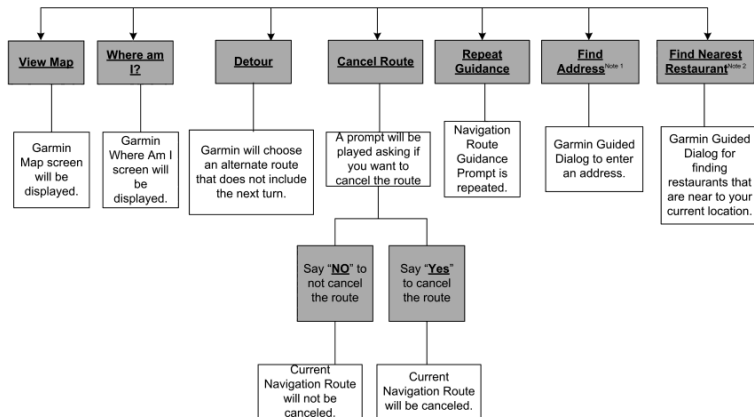 View Map
Where am
I?
Detour
Cancel Route
Repeat
Guidance
Find
Address Note 1
Find Nearest
Restaurant Note 2
Garmin
Map screen
will be
displayed.
Garmin
Where Am I
screen will
be
displayed.
Garmin will choose
an alternate route
that does not include
the next turn.
A prompt will be
played asking if
you want to
cancel the route
Navigation
Route
Guidance
Prompt is
repeated.
Garmin Guided
Dialog to enter
an address.
Garmin Guided
Dialog for
finding
restaurants that
are near to your
current location.
Say “NO” to
not cancel
the route
Say “Yes”
to cancel
the route
Current
Navigation Route
will not be
canceled.
Current
Navigation Route
will be canceled.